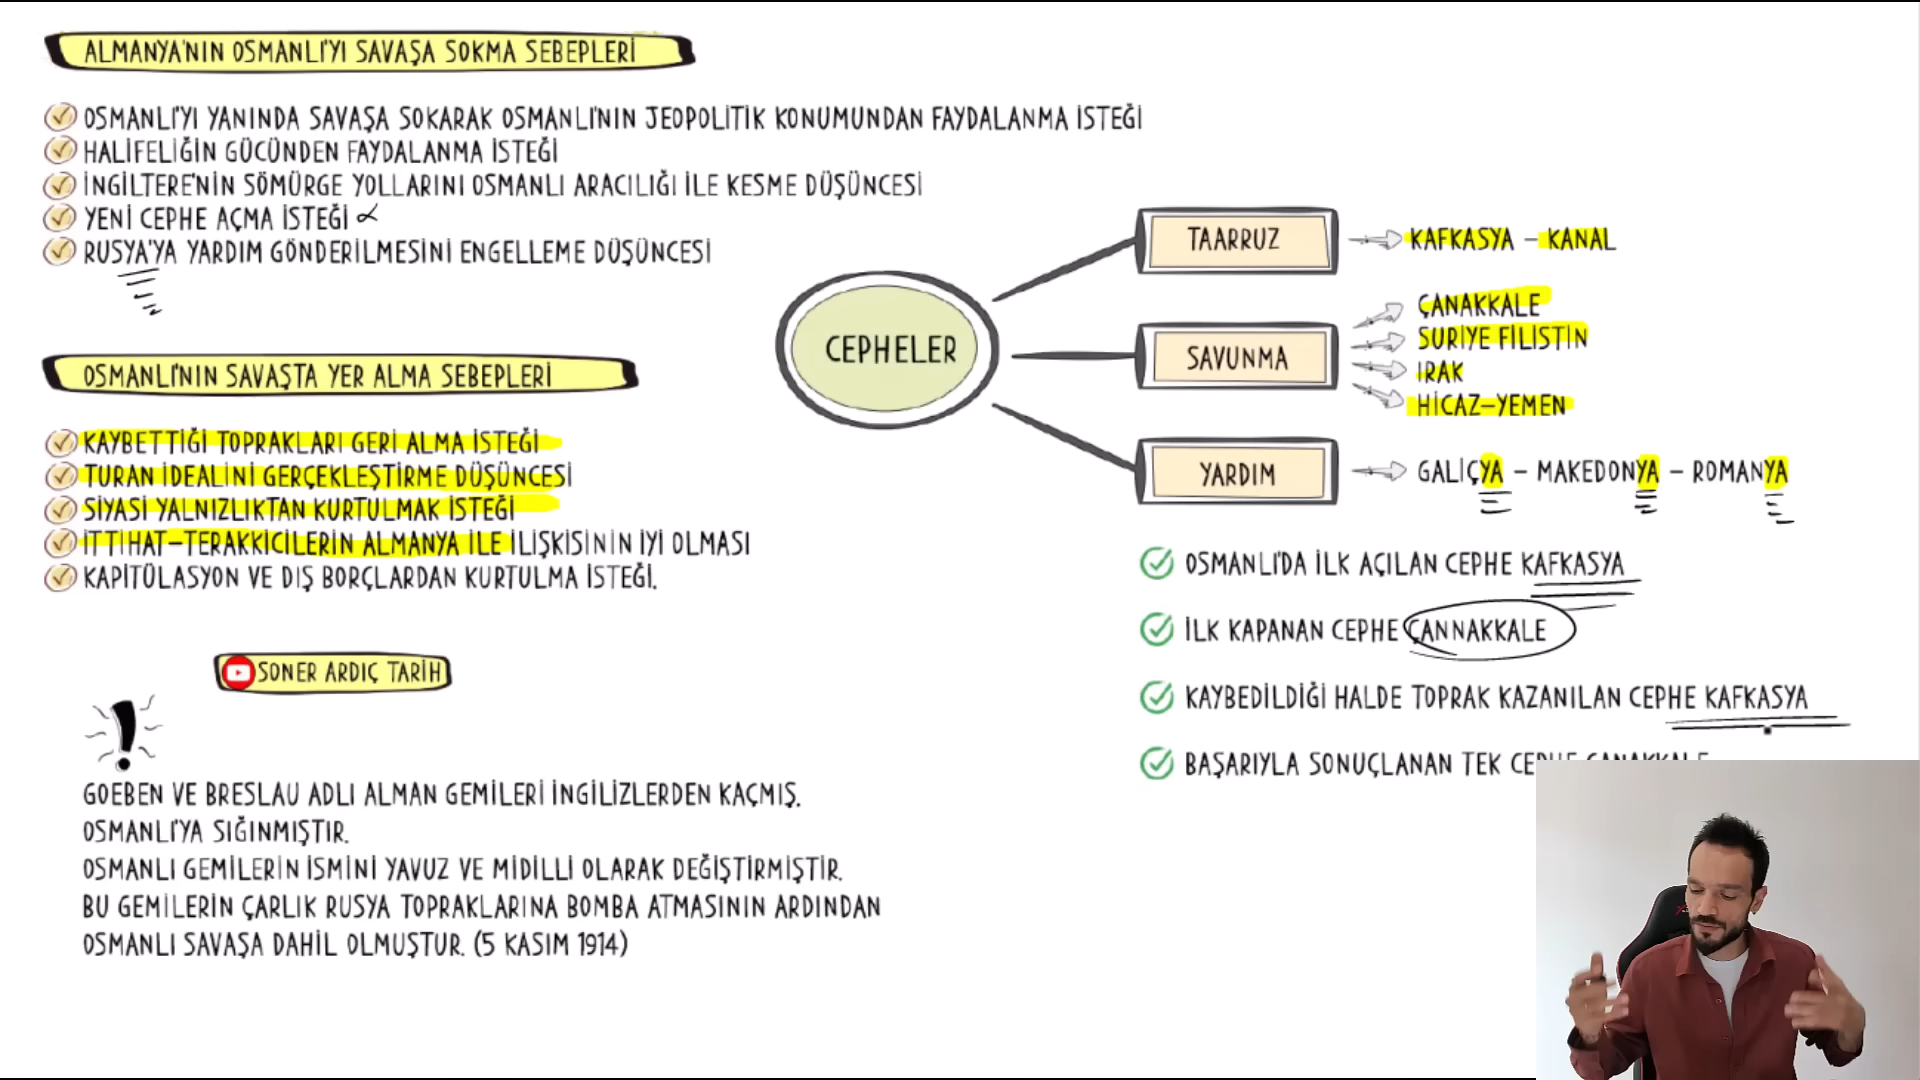 ALMANYA'NIN OSMANLI'YI SAVAŞA SOKMA SEBEPLERİ
OSMANLI'YI YANINDA SAVAŞA SOKARAK OSMANLI'NIN JEOPOLİTİK KONUMUNDAN FAYDALANMA İSTEĞİ
HALİFELİĞİN GÜCÜNDEN FAYDALANMA İSTEĞİ
İNGİLTERE'NİN SÖMÜRGE YOLLARINI OSMANLI ARACILIĞI İLE KESME DÜŞÜNCESİ
YENİ CEPHE AÇMA İSTEĞİ
RUSYA'YA YARDIM GÖNDERİLMESİNİ ENGELLEME DÜŞÜNCESİ
OSMANLI'NIN SAVAŞTA YER ALMA SEBEPLERİ
KAYBETTİĞİ TOPRAKLARI GERİ ALMA İSTEĞİ
TURAN İDEALİNİ GERÇEKLEŞTİRME DÜŞÜNCESİ
SİYASİ YALNIZLIKTAN KURTULMAK İSTEĞİ
İTTİHAT-TERAKKİCİLERİN ALMANYA İLE İLİŞKİSİNİN İYİ OLMASI
KAPİTÜLASYON VE DIŞ BORÇLARDAN KURTULMA İSTEĞİ.
SONER ARDIÇ TARİH
GOEBEN VE BRESLAU ADLI ALMAN GEMİLERİ İNGİLİZLERDEN KAÇMIŞ.
OSMANLI'YA SIĞINMIŞTIR.
OSMANLI GEMİLERİN İSMİNİ YAVUZ VE MİDİLLİ OLARAK DEĞİŞTİRMİŞTİR.
BU GEMİLERİN ÇARLIK RUSYA TOPRAKLARINA BOMBA ATMASININ ARDINDAN
OSMANLI SAVAŞA DAHİL OLMUŞTUR. (5 KASIM 1914)
CEPHELER
TAARRUZ
KAFKASYA – KANAL
SAVUNMA
ÇANAKKALE
SURİYE FİLİSTİN
IRAK
HİCAZ–YEMEN
YARDIM
GALİÇYA – MAKEDONYA – ROMANYA
OSMANLI'DA İLK AÇILAN CEPHE KAFKASYA
İLK KAPANAN CEPHE ÇANNAKKALE
KAYBEDİLDİĞİ HALDE TOPRAK KAZANILAN CEPHE KAFKASYA
BAŞARIYLA SONUÇLANAN TEK CEPHE ÇANAKKALE